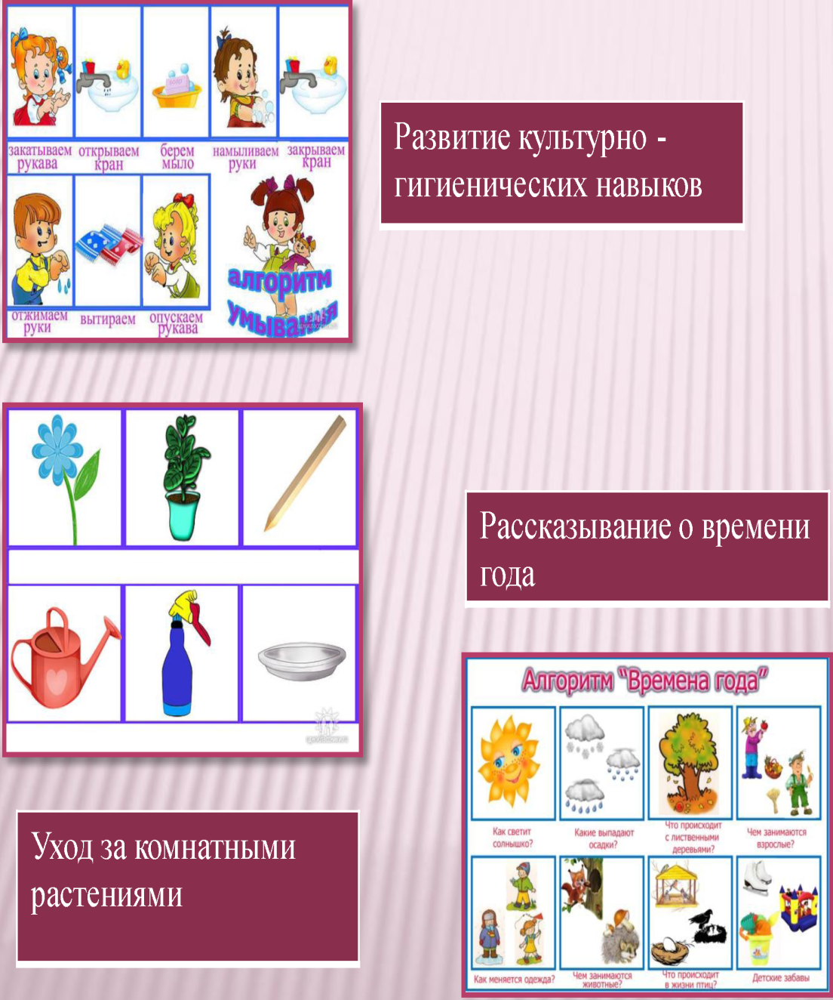 закатываем
рукава
открываем
кран
берем
мыло
намыливаем
руки
закрываем
кран
отжимаем
руки
вытираем
опускаем
рукава
алгоритм
умывания
Развитие культурно -
гигиенических навыков
Рассказывание о времени
года
Уход за комнатными
растениями
Алгоритм "Времена года"
Как светит
солнышко?
Какие выпадают
осадки?
Что происходит
с лиственными
деревьями?
Чем занимаются
взрослые?
Как меняется одежда?
Чем занимаются
животные?
Что происходит
в жизни птиц?
Детские забавы